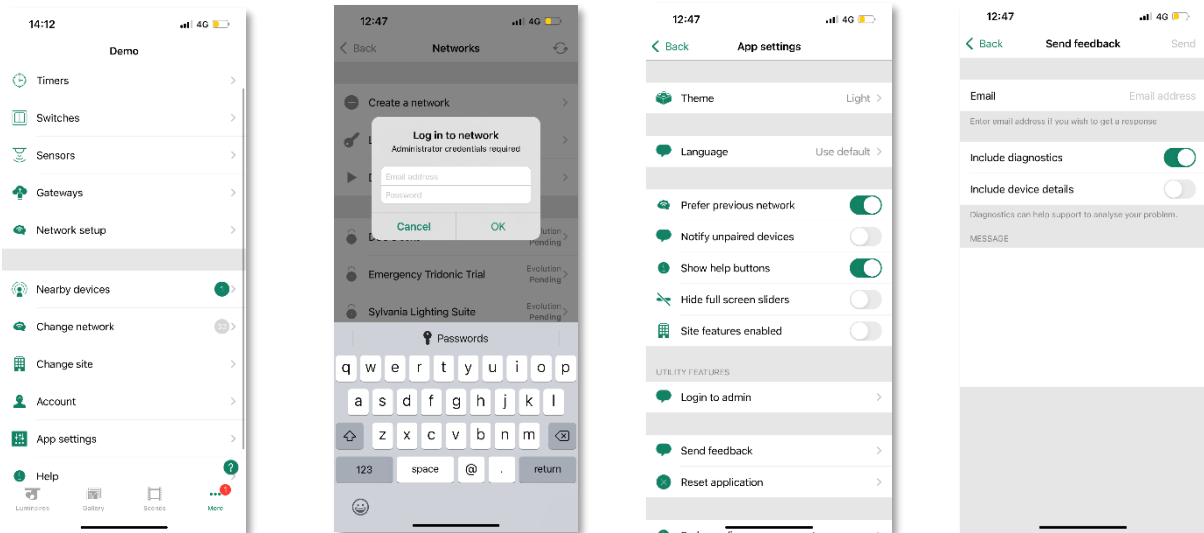 14:12
4G
Demo
Timers
Switches
Sensors
Gateways
Network setup
Nearby devices
Change network
Change site
Account
App settings
Help
?
1
Luminaires
Gallery
Scenes
More
12:47
4G
Back
Networks
Create a network
Log in to network
Administrator credentials required
Email address
Password
Cancel
OK
Pending
Emergency Tridonic Trial
Evolution
Pending
Sylvania Lighting Suite
Evolution
Pending
Passwords
q w e r t y u i o p
a s d f g h j k l
z x c v b n m
123
space
@
.
return
12:47
4G
Back
App settings
Theme
Light
Language
Use default
Prefer previous network
Notify unpaired devices
Show help buttons
Hide full screen sliders
Site features enabled
UTILITY FEATURES
Login to admin
Send feedback
Reset application
12:47
4G
Back
Send feedback
Send
Email
Email address
Enter email address if you wish to get a response
Include diagnostics
Include device details
Diagnostics can help support to analyse your problem.
MESSAGE